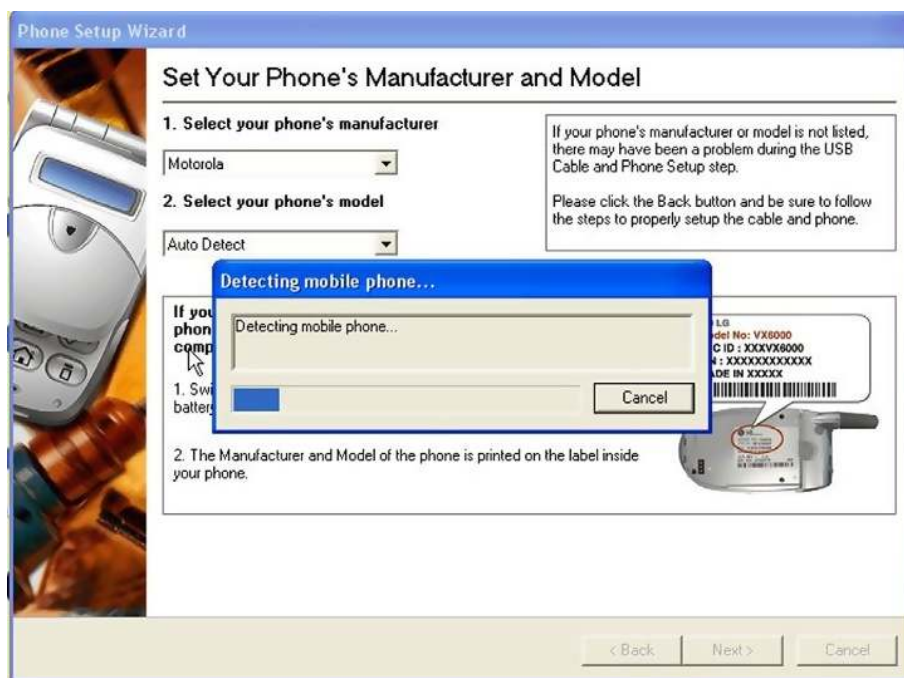 Phone Setup Wizard
Set Your Phone's Manufacturer and Model
1. Select your phone's manufacturer
Motorola
2. Select your phone's model
Auto Detect
If your phone's manufacturer or model is not listed,
there may have been a problem during the USB
Cable and Phone Setup step.
Please click the Back button and be sure to follow
the steps to properly setup the cable and phone.
Detecting mobile phone...
Detecting mobile phone...
Cancel
If you
phon
comp
1. Swi
battery
2. The Manufacturer and Model of the phone is printed on the label inside
your phone.
LG
del No: VX6000
C ID : XXXVX6000
N : XXXXXXXXXXXX
ADE IN XXXXX
< Back
Next >
Cancel